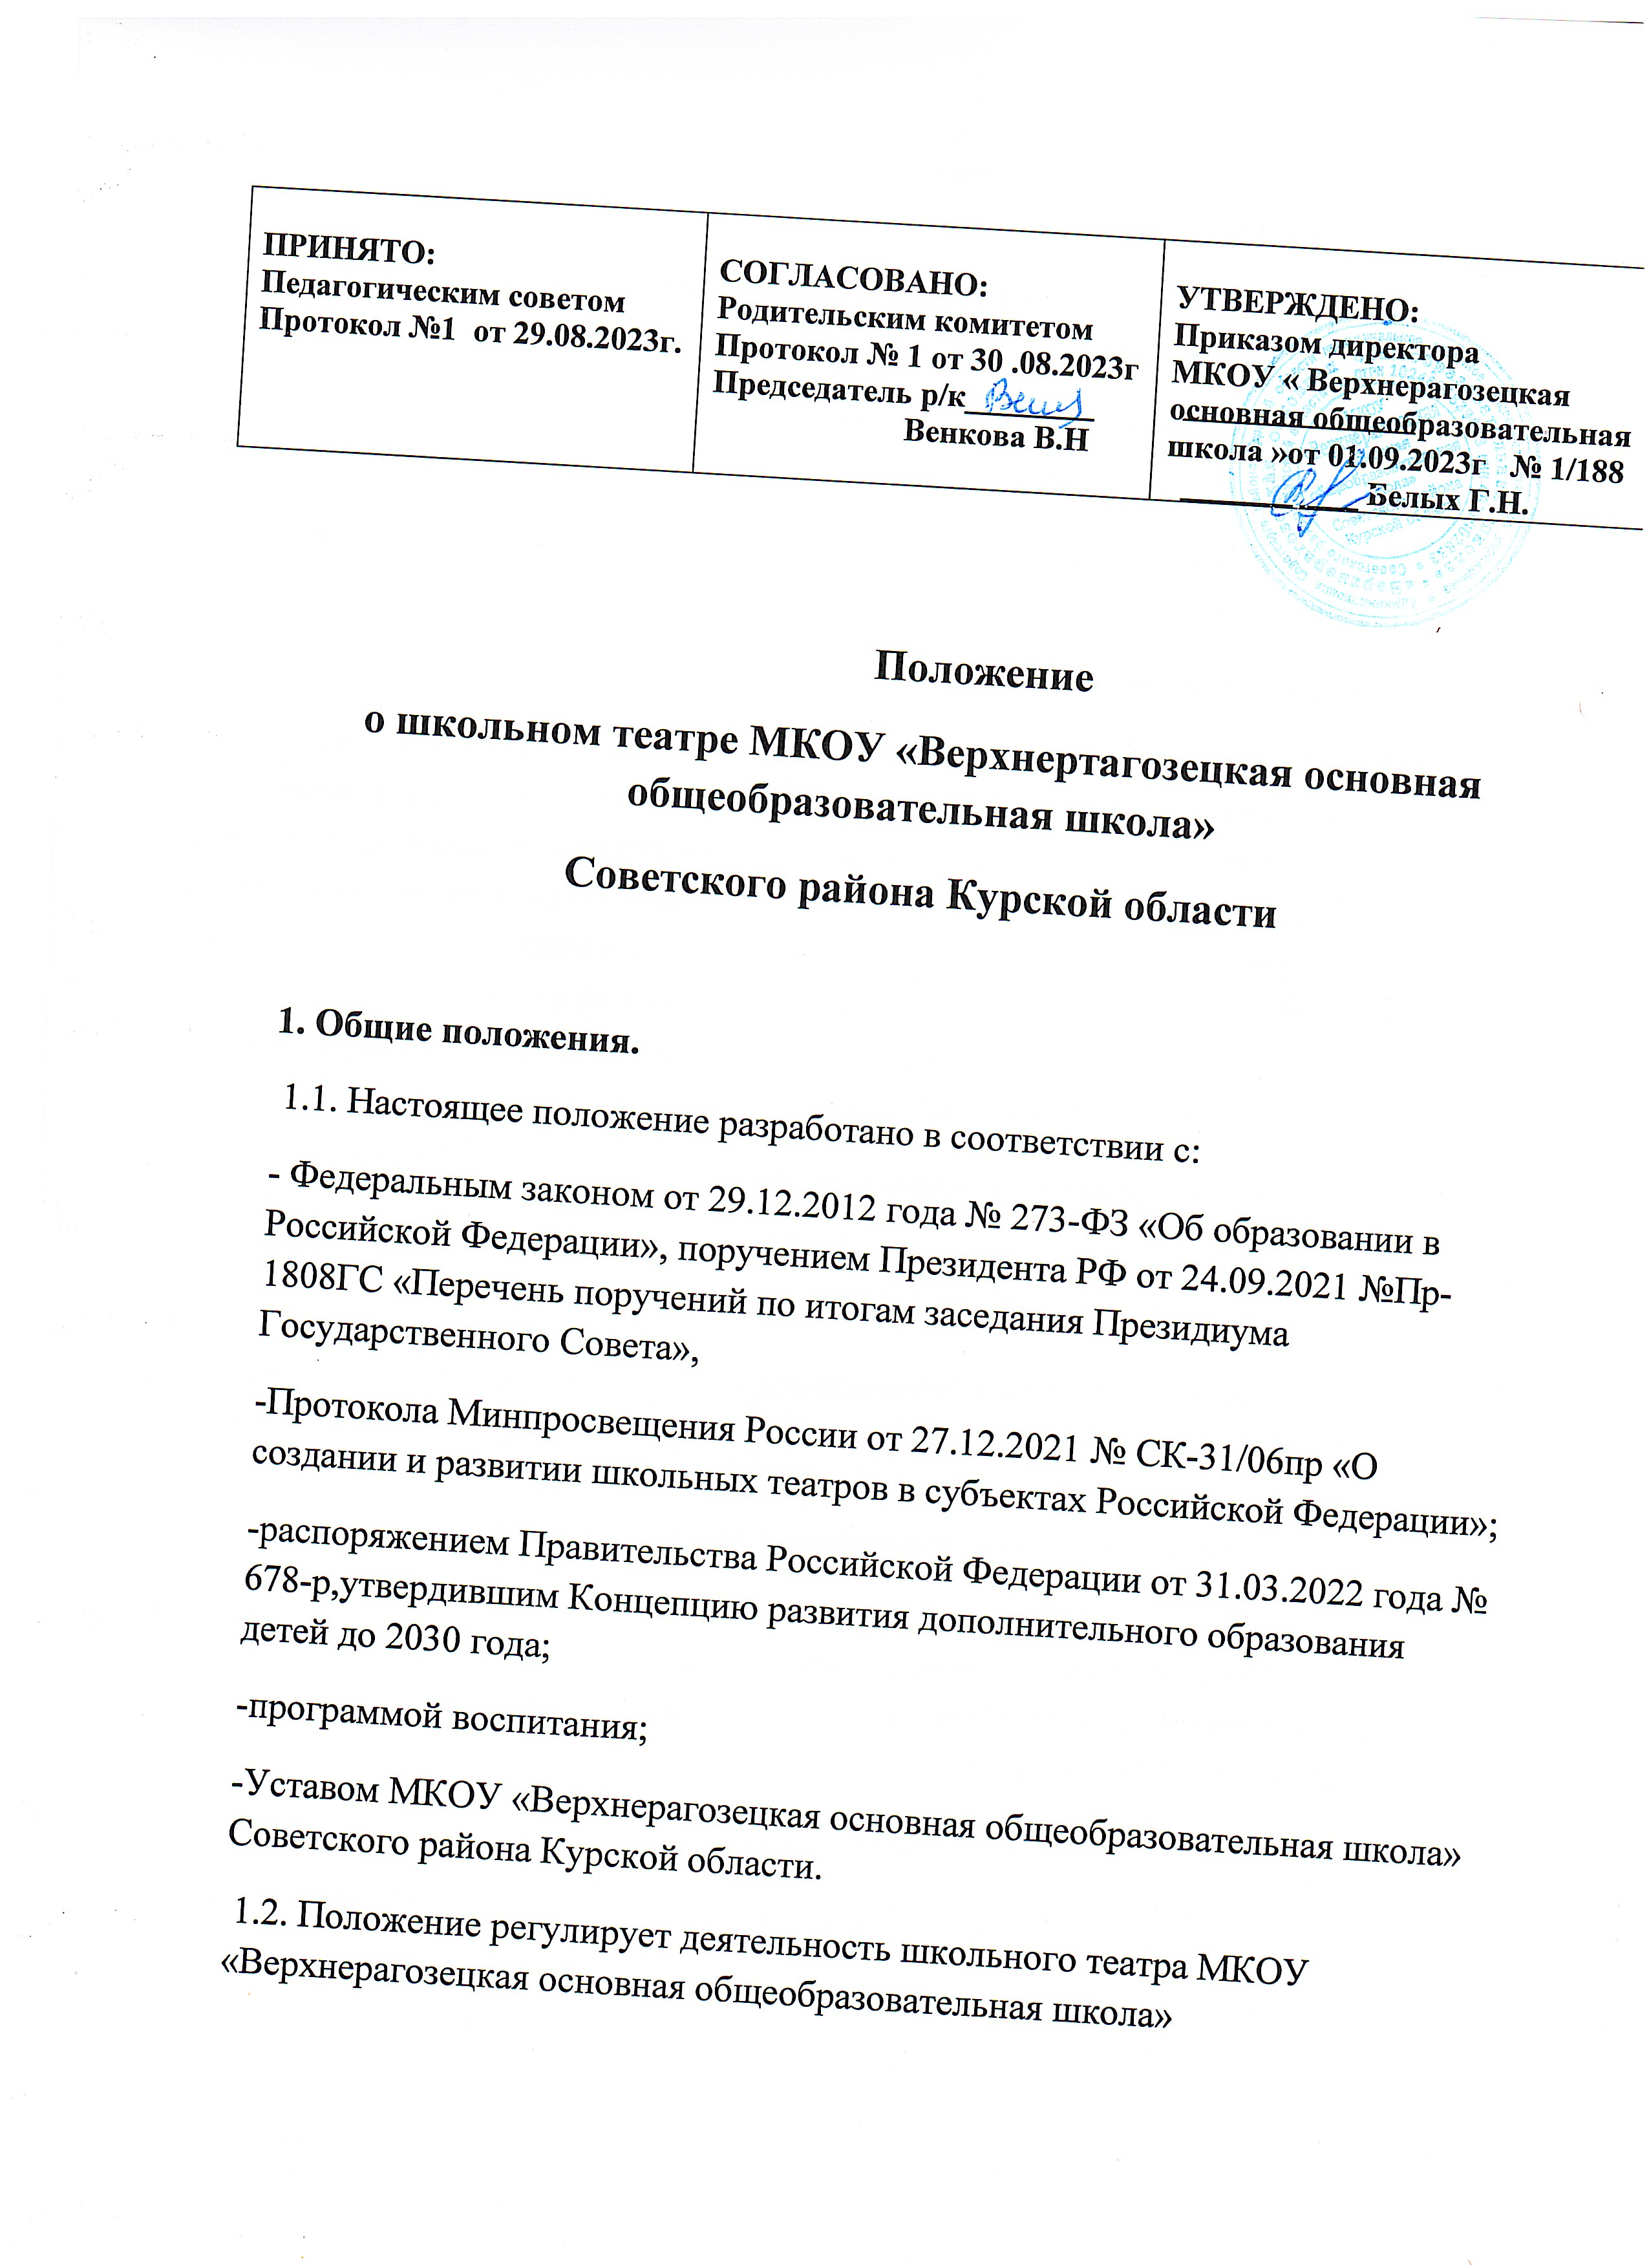 ПРИНЯТО:
Педагогическим советом
Протокол №1 от 29.08.2023г.
СОГЛАСОВАНО:
Родительским комитетом
Протокол № 1 от 30 .08.2023г
Председатель р/к
Венкова В.Н
УТВЕРЖДЕНО:
Приказом директора
МКОУ « Верхнерагозецкая
основная общеобразовательная
школа »от 01.09.2023г № 1/188
Белых Г.Н.
Положение
о школьном театре МКОУ «Верхнертагозецкая основная
общеобразовательная школа»
Советского района Курской области
1. Общие положения.
1.1. Настоящее положение разработано в соответствии с:
- Федеральным законом от 29.12.2012 года № 273-ФЗ «Об образовании в
Российской Федерации», поручением Президента РФ от 24.09.2021 №Пр-
1808ГС «Перечень поручений по итогам заседания Президиума
Государственного Совета»,
-Протокола Минпросвещения России от 27.12.2021 № СК-31/06пр «О
создании и развитии школьных театров в субъектах Российской Федерации»;
-распоряжением Правительства Российской Федерации от 31.03.2022 года №
678-р,утвердившим Концепцию развития дополнительного образования
детей до 2030 года;
-программой воспитания;
-Уставом МКОУ «Верхнерагозецкая основная общеобразовательная школа»
Советского района Курской области.
1.2. Положение регулирует деятельность школьного театра МКОУ
«Верхнерагозецкая основная общеобразовательная школа»